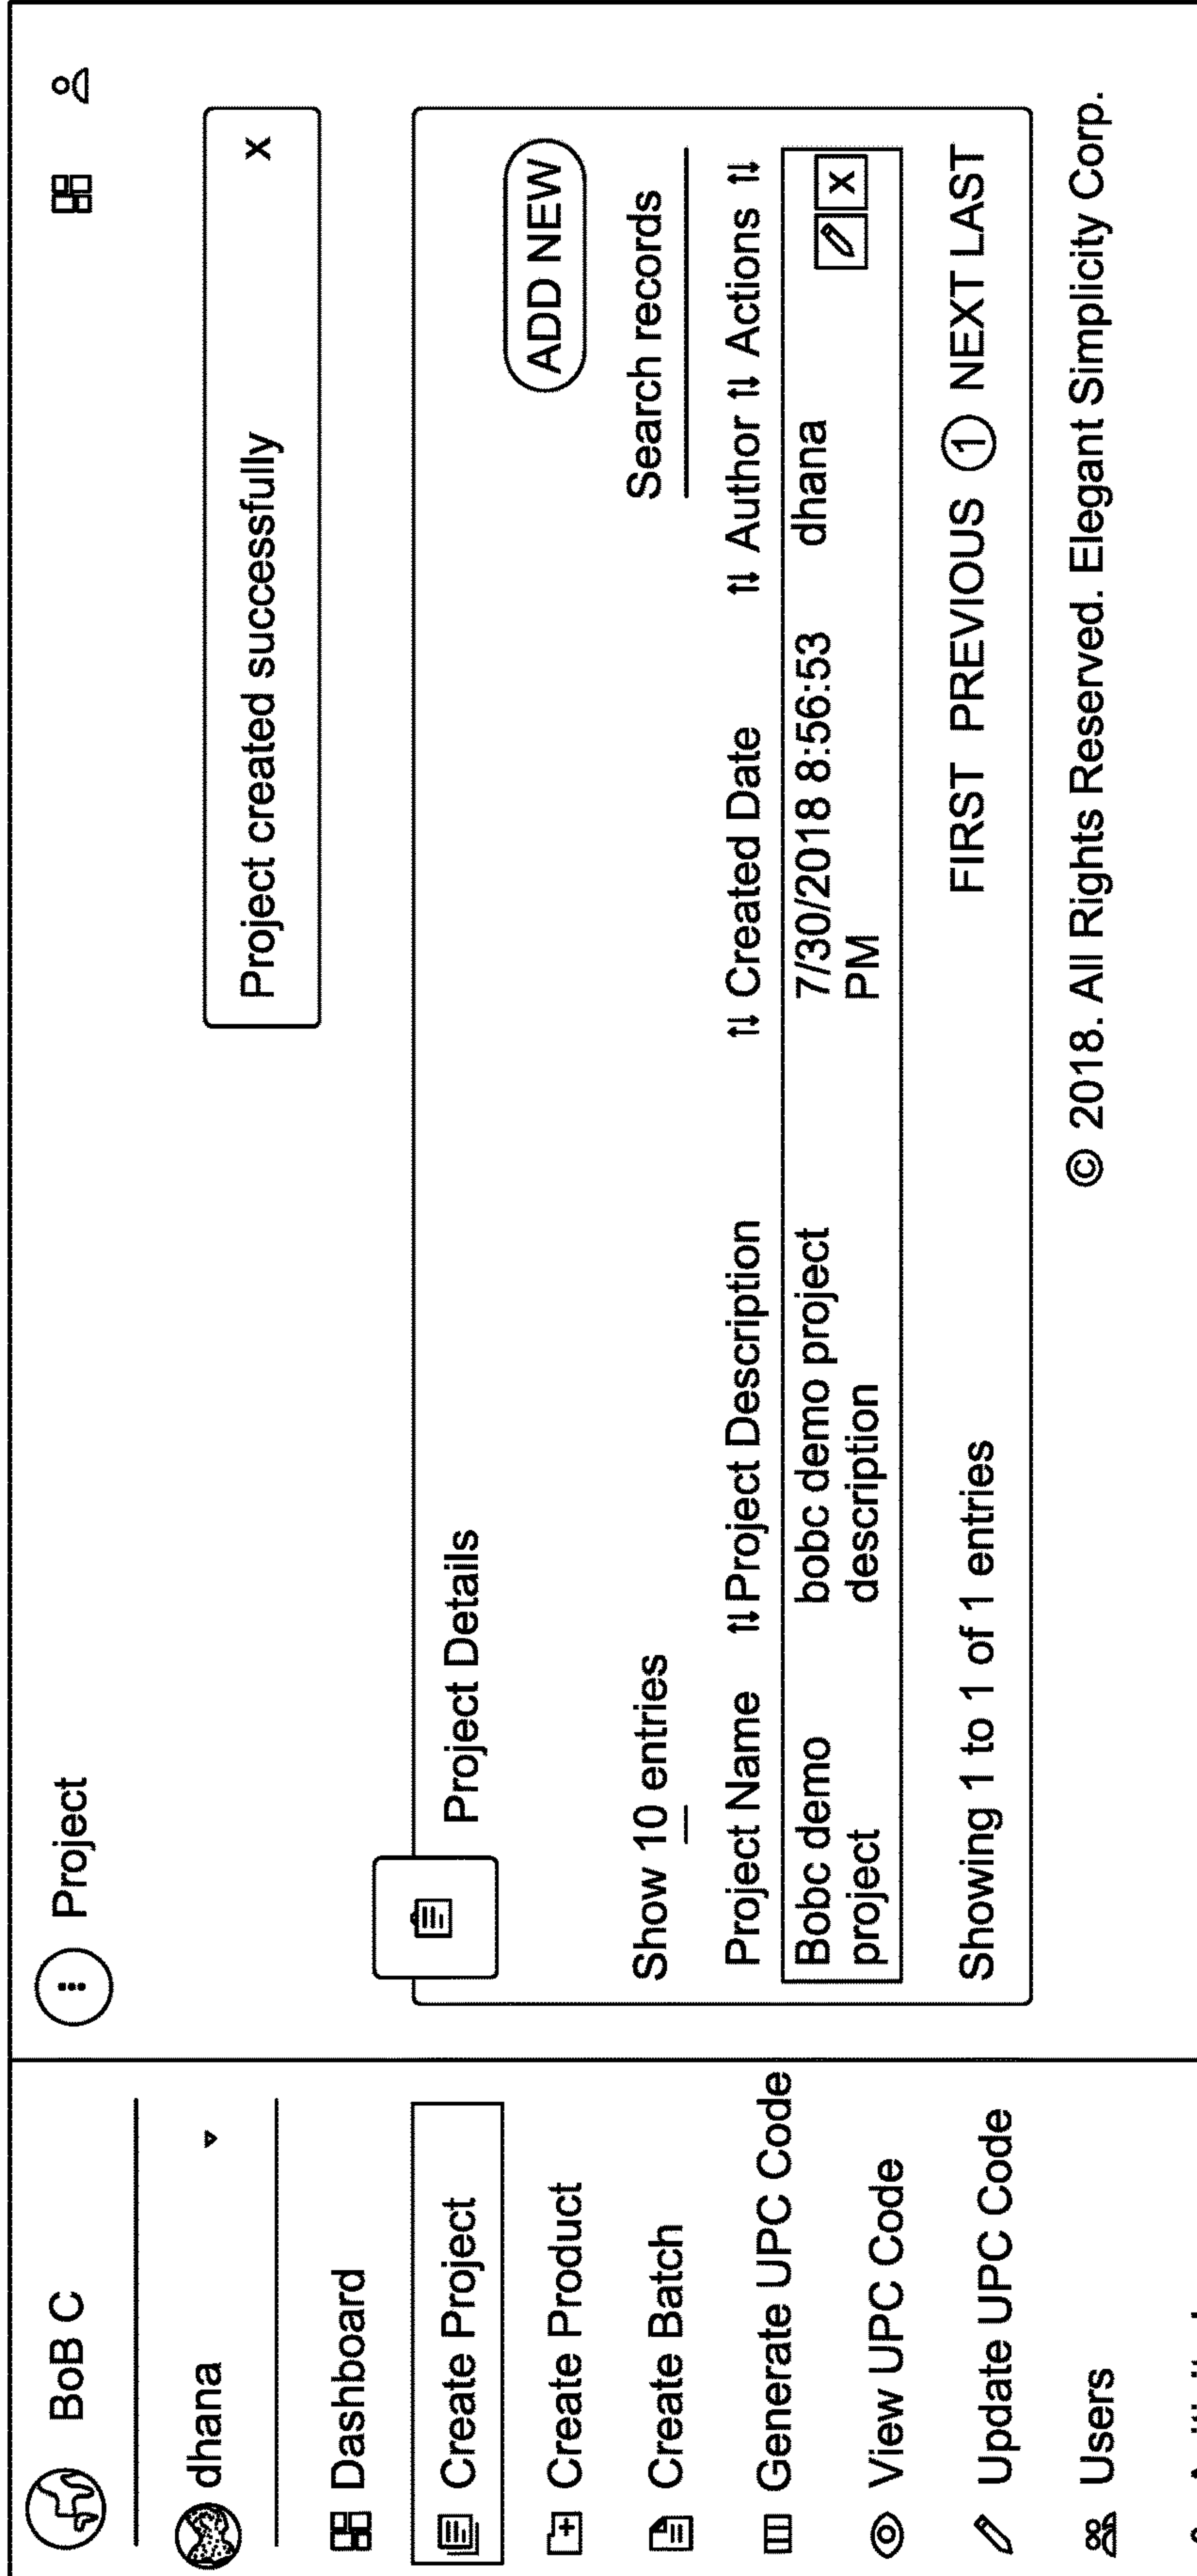 BoB C
dhana
Dashboard
Create Project
Create Product
Create Batch
Generate UPC Code
View UPC Code
Update UPC Code
Users
Project
Project created successfully x
Project Details
ADD NEW
Show 10 entries
Search records
Project Name Project Description Created Date Author Actions
Bobc demo bobc demo project 7/30/2018 8:56:53 dhana x
project description PM
Showing 1 to 1 of 1 entries
FIRST PREVIOUS 1 NEXT LAST
© 2018. All Rights Reserved. Elegant Simplicity Corp.